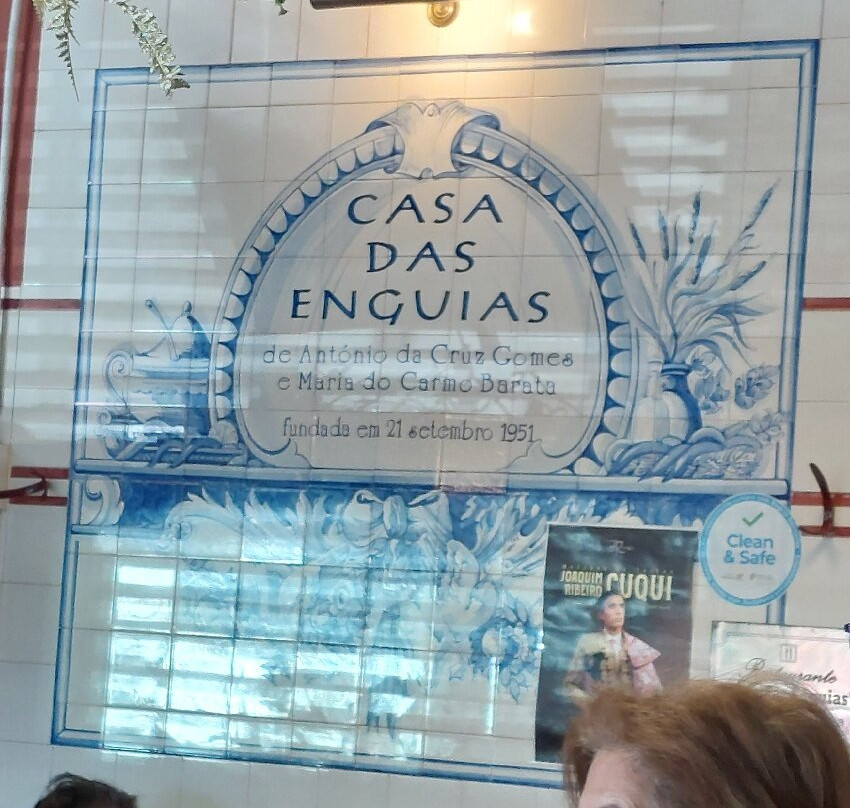 CASA
DAS
ENGUIAS
de António da Cruz Gomes
e Maria do Carmo Barata
fundada em 21 setembro 1951
Clean
& Safe
JOAQUIM
RIBEIRO
CUQUI
Restaurante